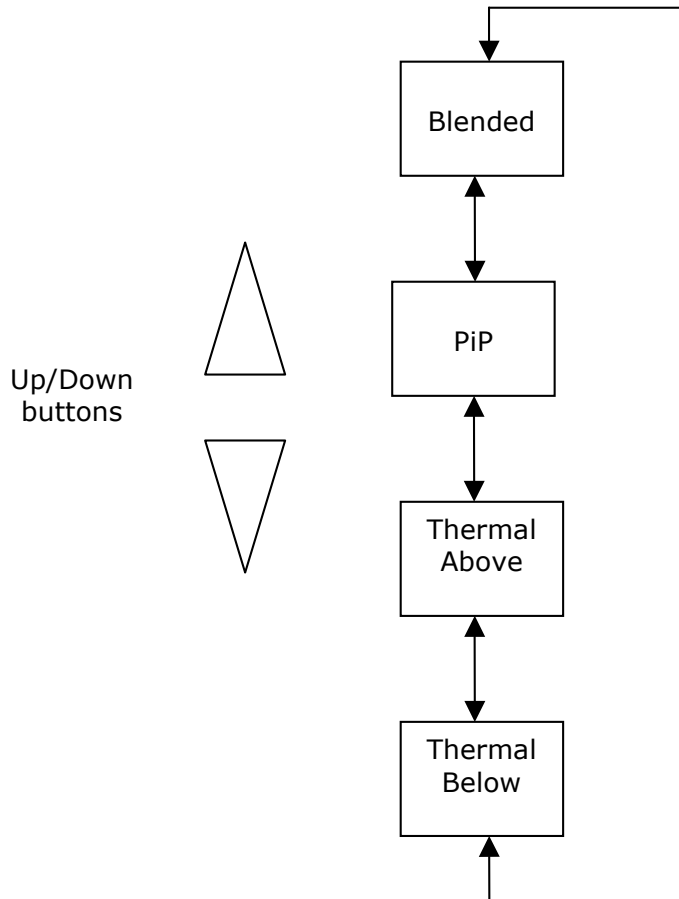 Blended
PiP
Up/Down
buttons
Thermal
Above
Thermal
Below